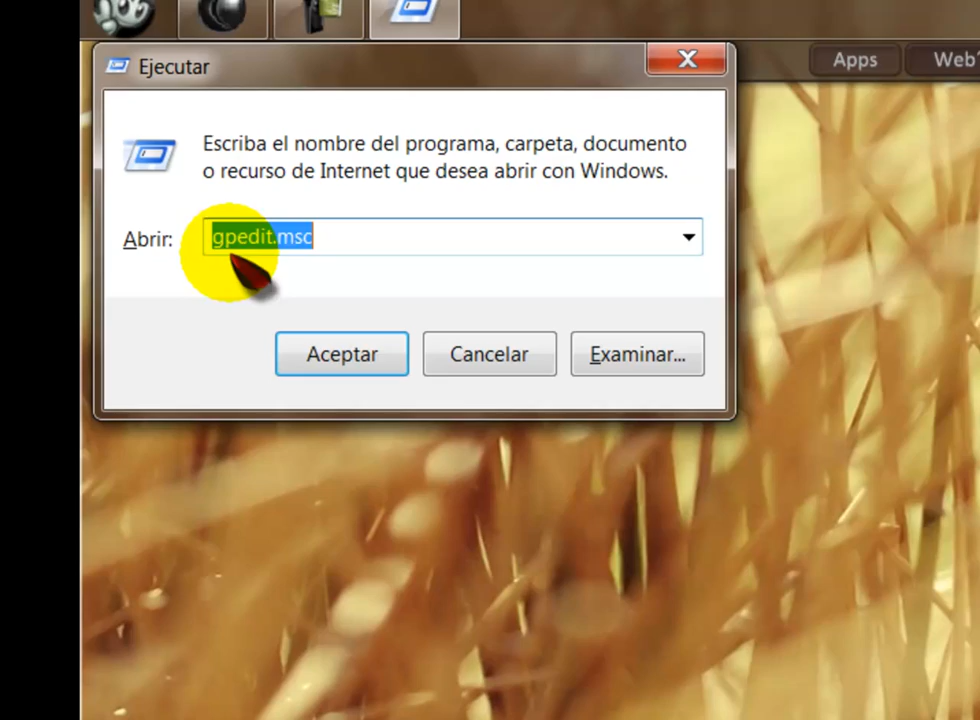 Ejecutar
Apps
Web
Escriba el nombre del programa, carpeta, documento
o recurso de Internet que desea abrir con Windows.
Abrir:
gpedit.msc
Aceptar
Cancelar
Examinar...